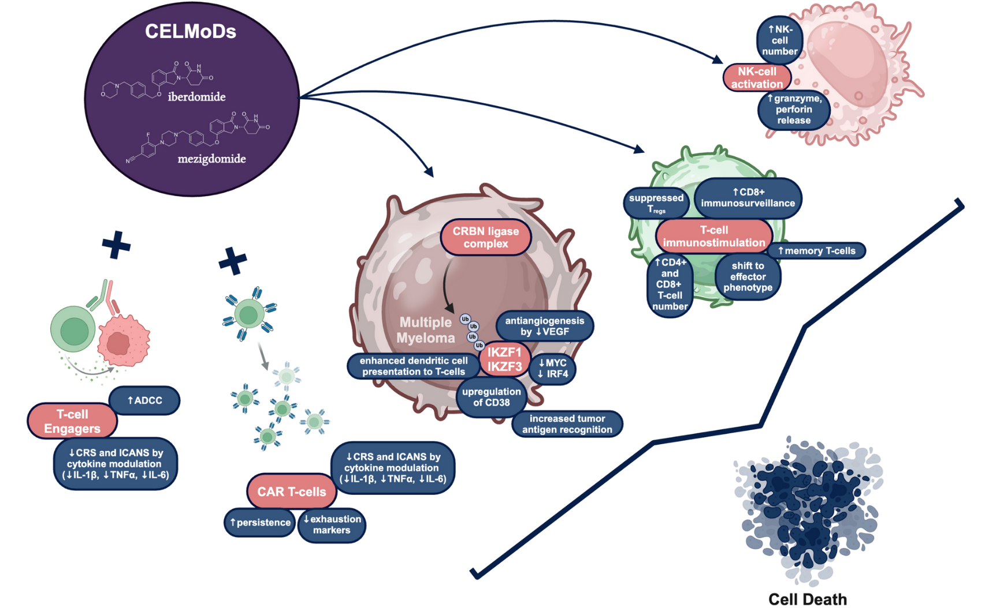 CELMoDs
O
O
H
N
O
N
N
O
O
iberdomide
O
O
H
N
O
N
N
O
F
N
N
mezigdomide
↑NK-
cell
number
NK-cell
activation
↑granzyme,
perforin
release
suppressed
Tregs
↑CD8+
immunosurveillance
T-cell
immunostimulation
↑memory T-cells
↑CD4+
and
CD8+
T-cell
number
shift to
effector
phenotype
CRBN ligase
complex
Multiple
Myeloma
Ub
Ub
Ub
Ub
antiangiogenesis
by ↓VEGF
IKZF1
IKZF3
enhanced dendritic cell
presentation to T-cells
↓MYC
↓ IRF4
upregulation
of CD38
increased tumor
antigen recognition
↑ADCC
T-cell
Engagers
↓CRS and ICANS by
cytokine modulation
(↓IL-1β, ↓TNFα, ↓IL-6)
↓CRS and ICANS by
cytokine modulation
(↓IL-1β, ↓TNFα, ↓IL-6)
CAR T-cells
↑persistence
↓exhaustion
markers
Cell Death